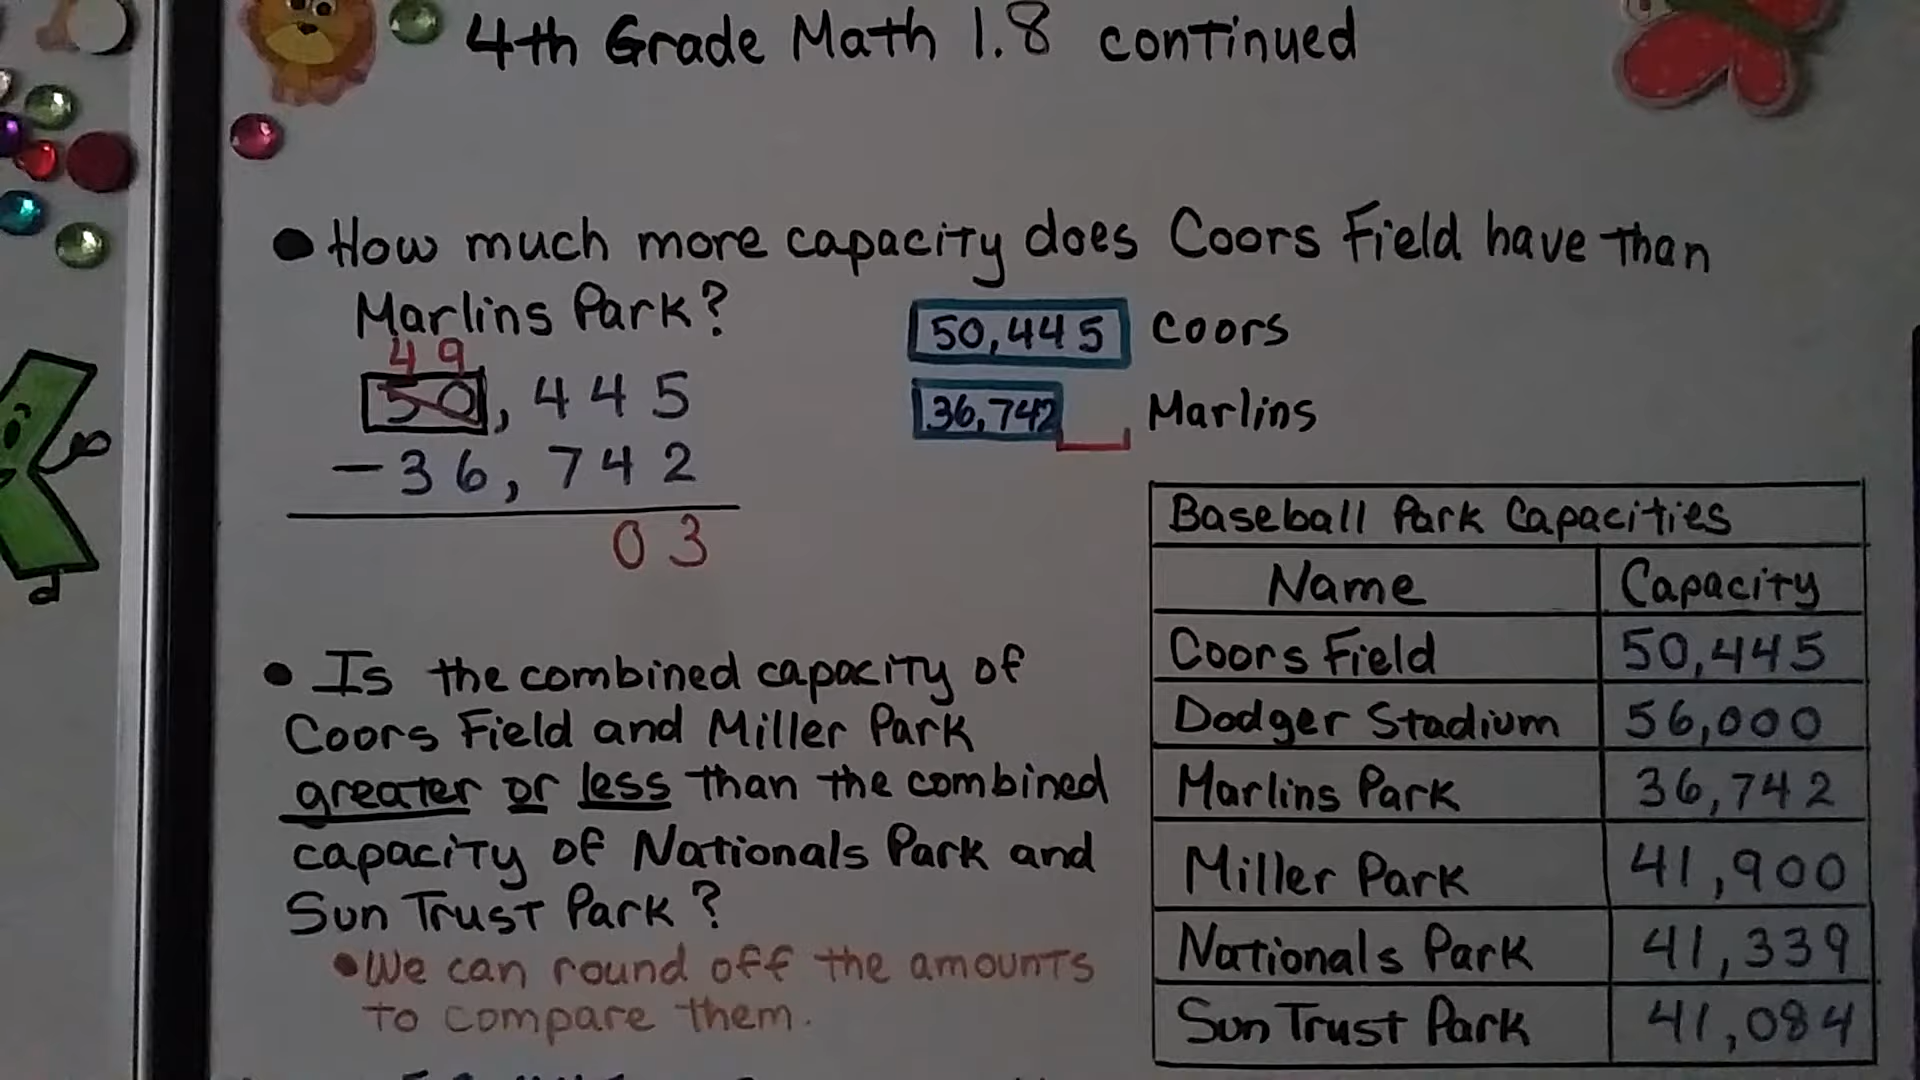 4th Grade Math 1.8 continued
• How much more capacity does Coors Field have than
Marlins Park?
50,445 Coors
36,742 Marlins
4 9
50,445
-36,742
03
• Is the combined capacity of
Coors Field and Miller Park
greater or less than the combined
capacity of Nationals Park and
Sun Trust Park?
• We can round off the amounts
to compare them.
Baseball Park Capacities
Name Capacity
Coors Field 50,445
Dodger Stadium 56,000
Marlins Park 36,742
Miller Park 41,900
Nationals Park 41,339
Sun Trust Park 41,084